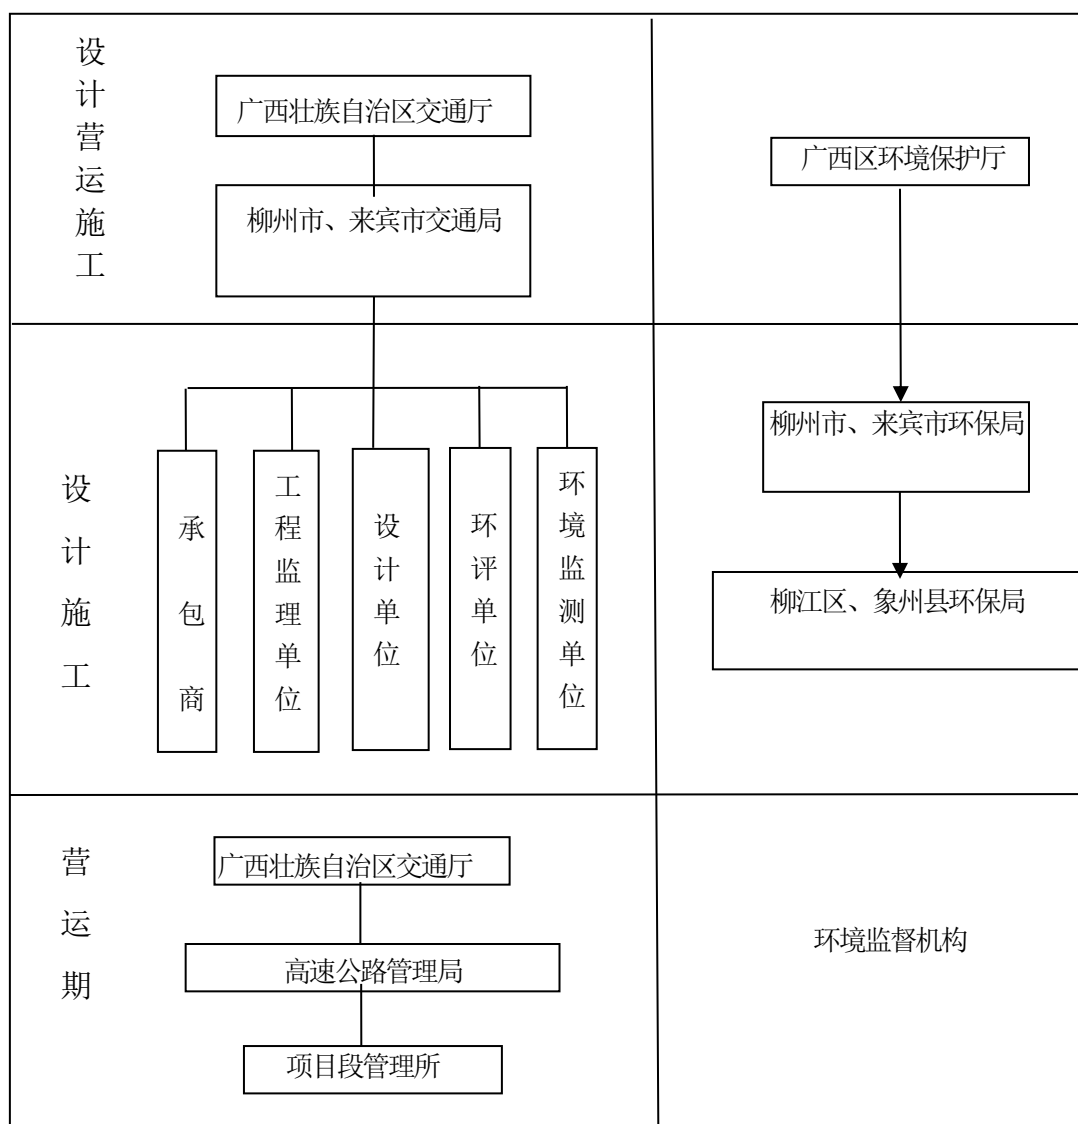 设计营运施工
广西壮族自治区交通厅
柳州市、来宾市交通局
广西区环境保护厅
设计施工
承包商
工程监理单位
设计单位
环评单位
环境监测单位
柳州市、来宾市环保局
柳江区、象州县环保局
营运期
广西壮族自治区交通厅
高速公路管理局
项目段管理所
环境监督机构